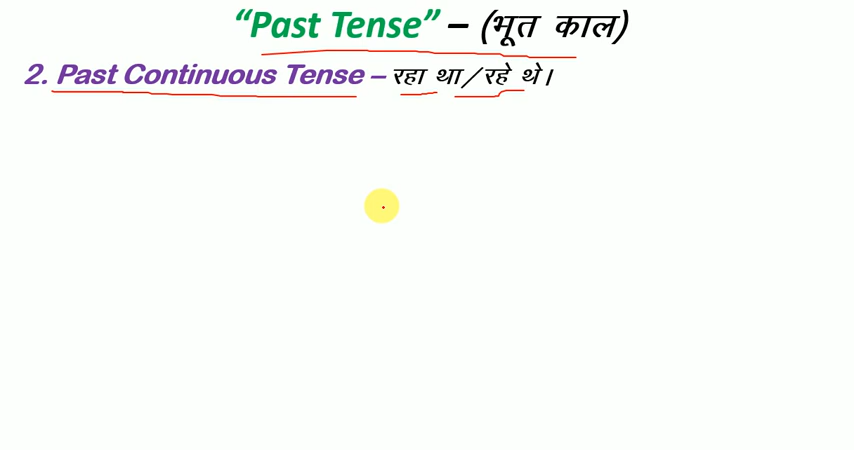 “Past Tense” – (भूत काल)
2. Past Continuous Tense – रहा था/रहे थे।